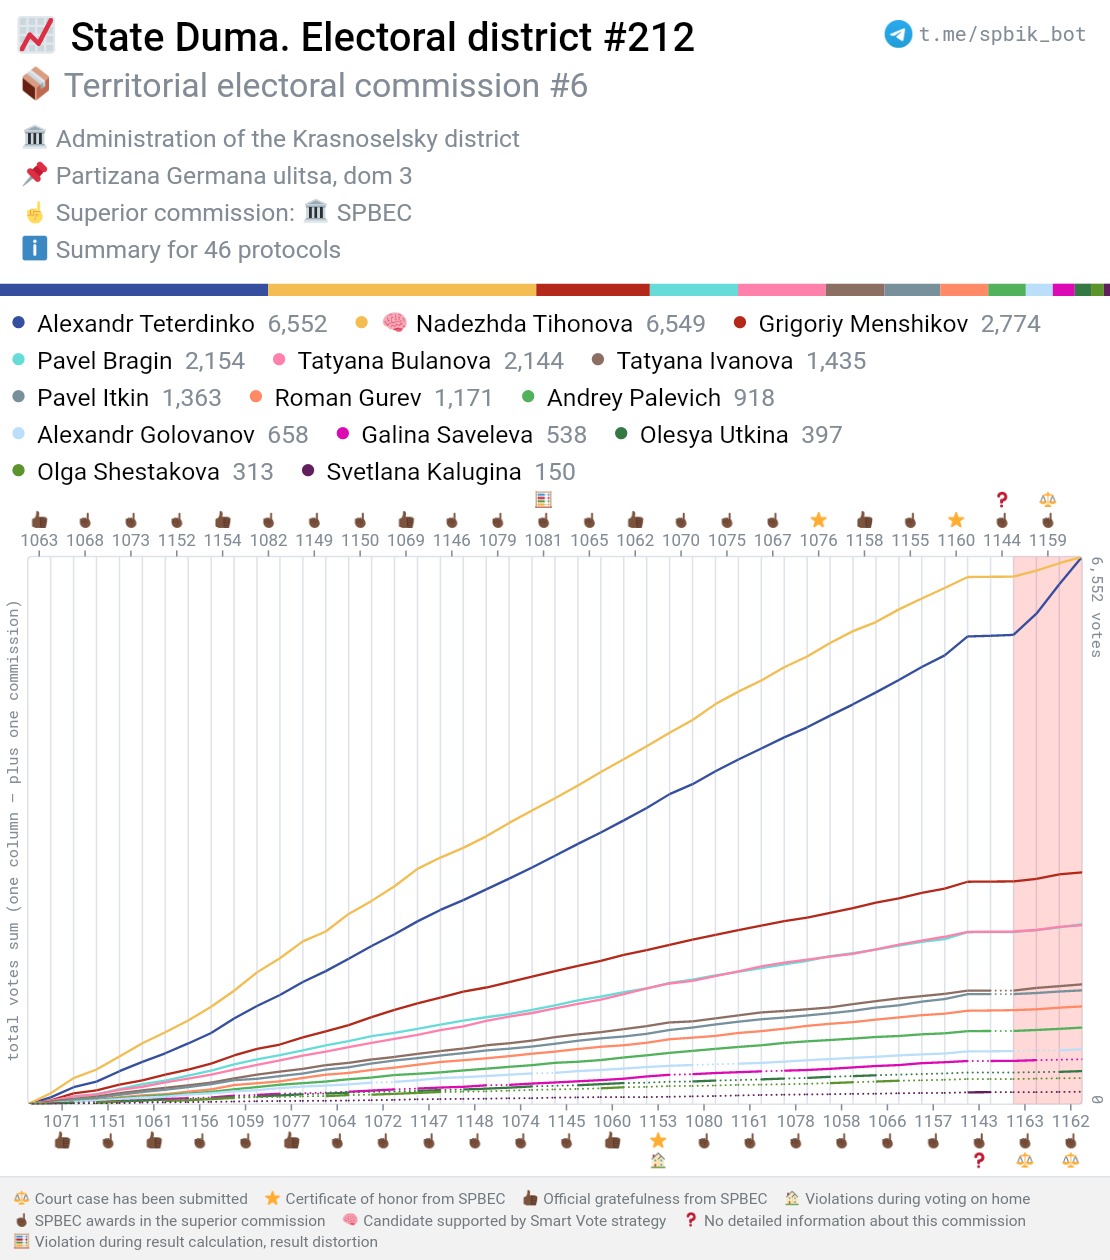 State Duma. Electoral district #212
t.me/spbik_bot
Territorial electoral commission #6
Administration of the Krasnoselsky district
Partizana Germana ulitsa, dom 3
Superior commission: SPBEC
Summary for 46 protocols
Alexandr Teterdinko 6,552 Nadezhda Tihonova 6,549 Grigoriy Menshikov 2,774
Pavel Bragin 2,154 Tatyana Bulanova 2,144 Tatyana Ivanova 1,435
Pavel Itkin 1,363 Roman Gurev 1,171 Andrey Palevich 918
Alexandr Golovanov 658 Galina Saveleva 538 Olesya Utkina 397
Olga Shestakova 313 Svetlana Kalugina 150
1063 1068 1073 1152 1154 1082 1149 1150 1069 1146 1079 1081 1065 1062 1070 1075 1067 1076 1158 1155 1160 1144 1159
total votes sum (one column – plus one commission)
6,552 votes
0
1071 1151 1061 1156 1059 1077 1064 1072 1147 1148 1074 1145 1060 1153 1080 1161 1078 1058 1066 1157 1143 1163 1162
Court case has been submitted Certificate of honor from SPBEC Official gratefulness from SPBEC Violations during voting on home
SPBEC awards in the superior commission Candidate supported by Smart Vote strategy No detailed information about this commission
Violation during result calculation, result distortion